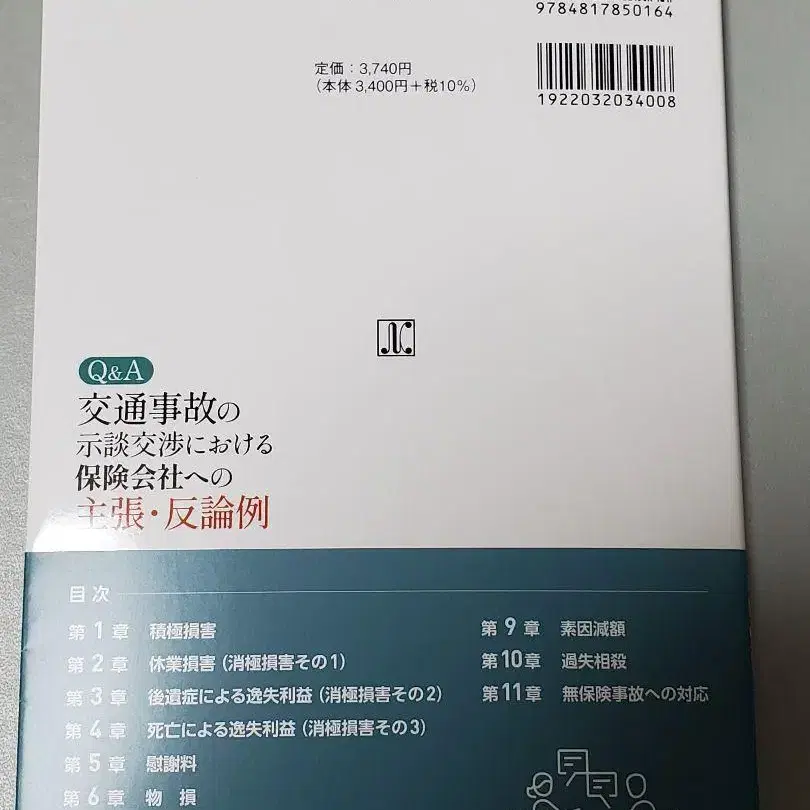 9784817850164
定価：3,740円
（本体 3,400円＋税10％）
1922032034008
Q&A
交通事故の
示談交渉における
保険会社への
主張・反論例
目次
第1章 積極損害
第2章 休業損害（消極損害その1）
第3章 後遺症による逸失利益（消極損害その2）
第4章 死亡による逸失利益（消極損害その3）
第5章 慰謝料
第6章 物損
第9章 素因減額
第10章 過失相殺
第11章 無保険事故への対応